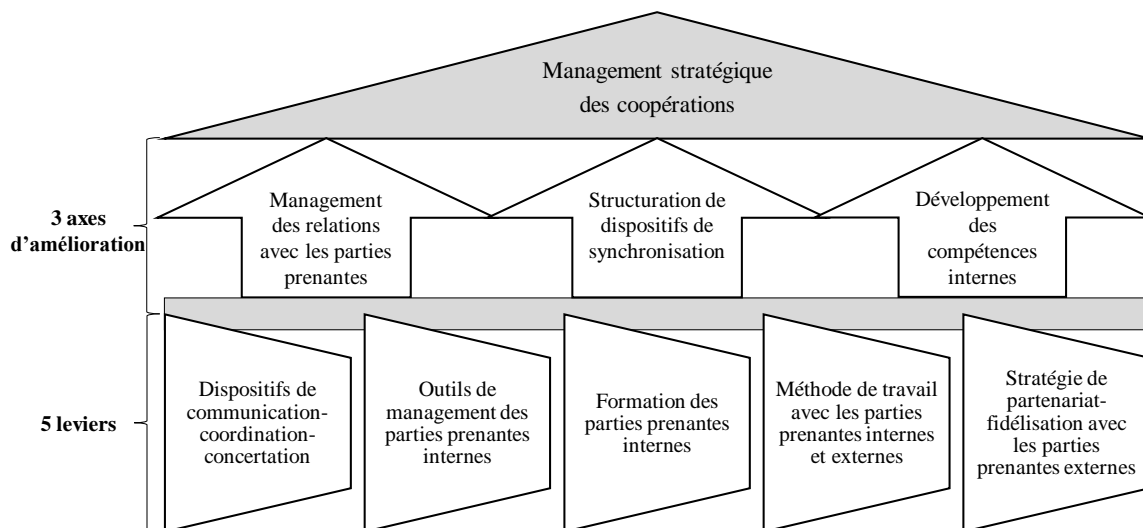 Management stratégique
des coopérations
3 axes
d’amélioration
Management
des relations
avec les parties
prenantes
Structuration de
dispositifs de
synchronisation
Développement
des
compétences
internes
5 leviers
Dispositifs de
communication-
coordination-
concertation
Outils de
management des
parties prenantes
internes
Formation des
parties prenantes
internes
Méthode de travail
avec les parties
prenantes internes
et externes
Stratégie de
partenariat-
fidélisation avec
les parties
prenantes externes